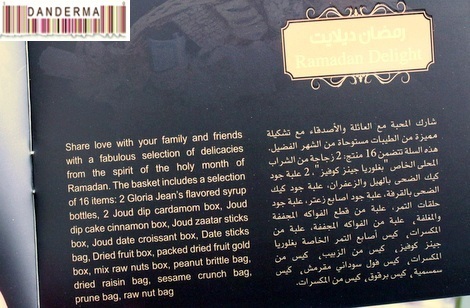 DANDERMA
رمضان ديلايت
Ramadan Delight
Share love with your family and friends
with a fabulous selection of delicacies
from the spirit of the holy month of
Ramadan. The basket includes a selection
of 16 items: 2 Gloria Jean's flavored syrup
bottles, 2 Joud dip cardamom box, Joud
dip cake cinnamon box, Joud zaatar sticks
box, Joud date croissant box, Date sticks
bag, Dried fruit box, packed dried fruit gold
box, mix raw nuts box, peanut brittle bag,
dried raisin bag, sesame crunch bag,
prune bag, raw nut bag
شارك المحبة مع العائلة والأصدقاء مع تشكيلة
مميزة من الطيبات مستوحاة من الشهر الفضيل.
هذه السلة تتضمن 16 منتج: 2 زجاجة من الشراب
المحلى الخاص "بغلوريا جينز كوفيز"، 2 علبة جود
كيك الضحى بالهيل والزعفران، علبة جود كيك
الضحى بالقرفة، علبة جود اصابع زعتر، علبة جود
حلقات التمر، علبة من قطع الفواكه المجففة
والمغلفة, علبة من الفواكه المجففة، علبة من
المكسرات، كيس أصابع التمر الخاصة بغلوريا
جينز كوفيز، كيس من الزبيب، كيس من
المكسرات، كيس فول سوداني مقرمش، كيس
سمسمية, كيس برقوق، كيس من المكسرات.